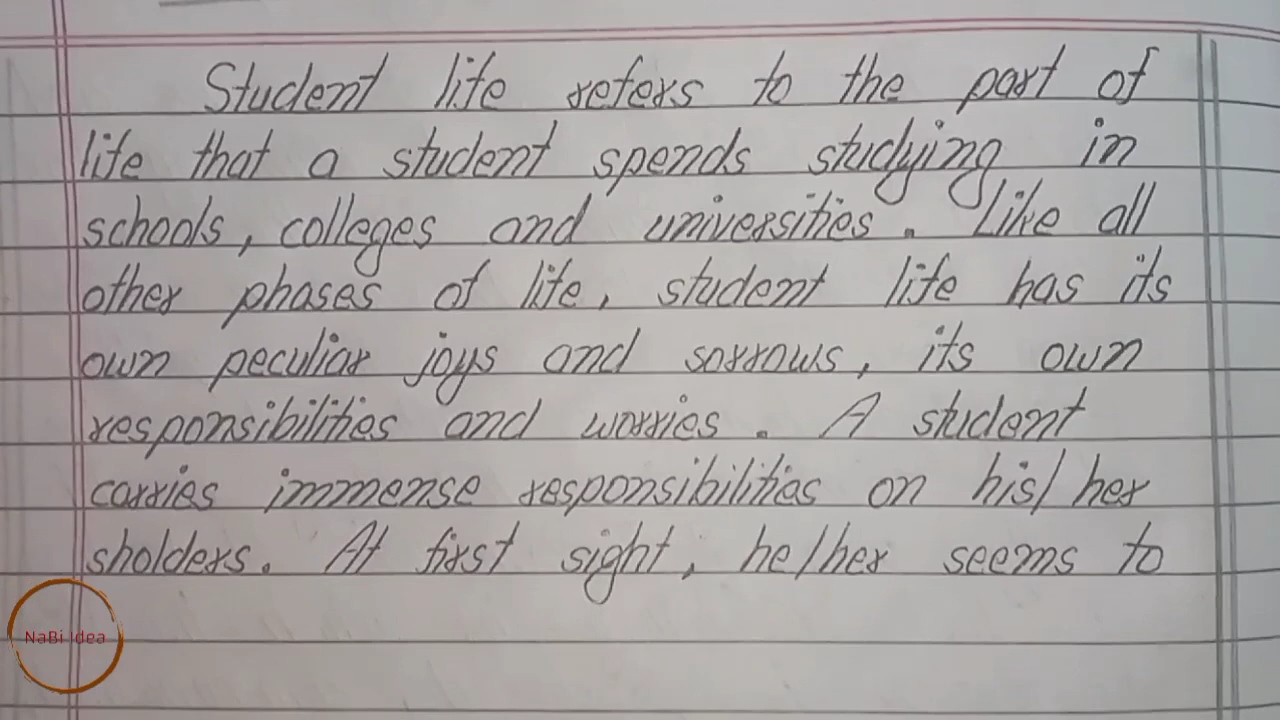 Student life refers to the part of
life that a student spends studying in
schools, colleges and universities. Like all
other phases of life, student life has its
own peculiar joys and sorrows, its own
responsibilities and worries. A student
carries immense responsibilities on his/her
sholders. At first sight, he/her seems to
NaBi Idea